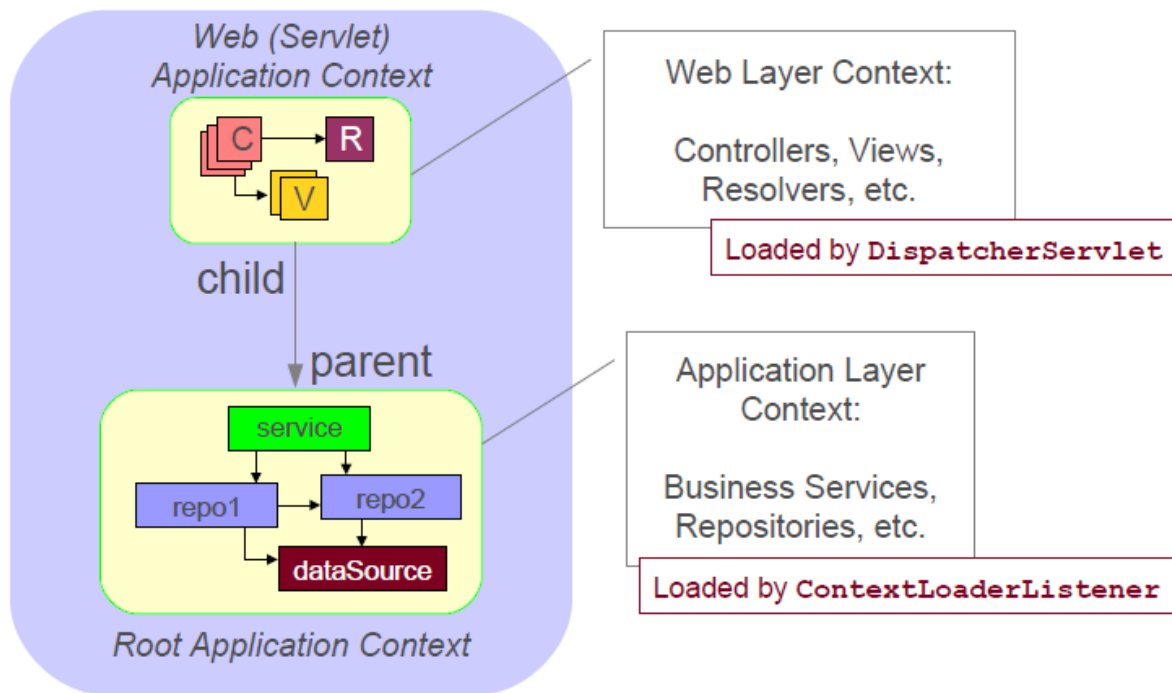 Web (Servlet)
Application Context
C
R
V
child
parent
service
repo1
repo2
dataSource
Root Application Context
Web Layer Context:
Controllers, Views,
Resolvers, etc.
Loaded by DispatcherServlet
Application Layer
Context:
Business Services,
Repositories, etc.
Loaded by ContextLoaderListener